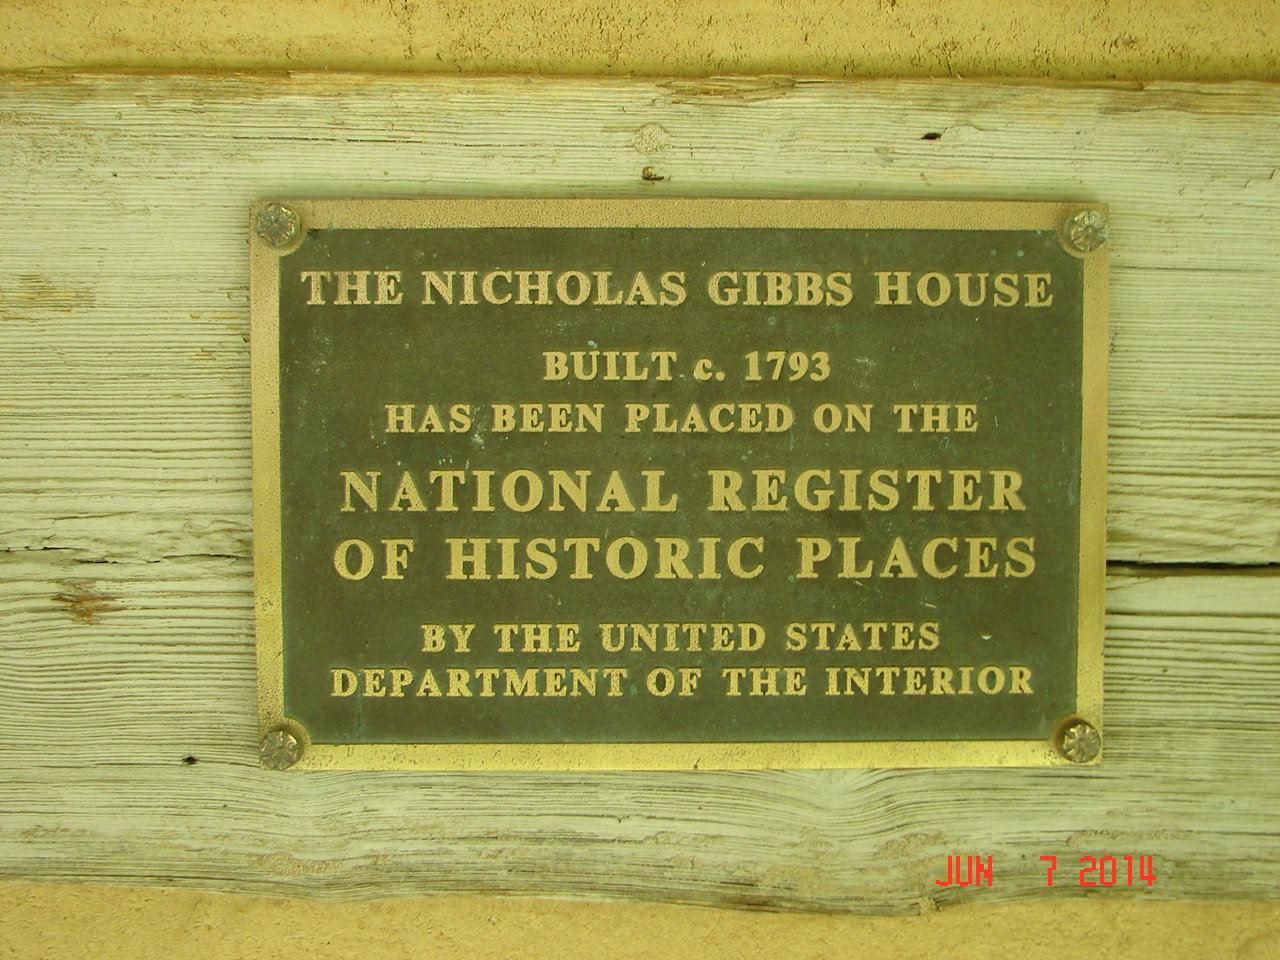 THE NICHOLAS GIBBS HOUSE
BUILT c. 1793
HAS BEEN PLACED ON THE
NATIONAL REGISTER
OF HISTORIC PLACES
BY THE UNITED STATES
DEPARTMENT OF THE INTERIOR
JUN 7 2014